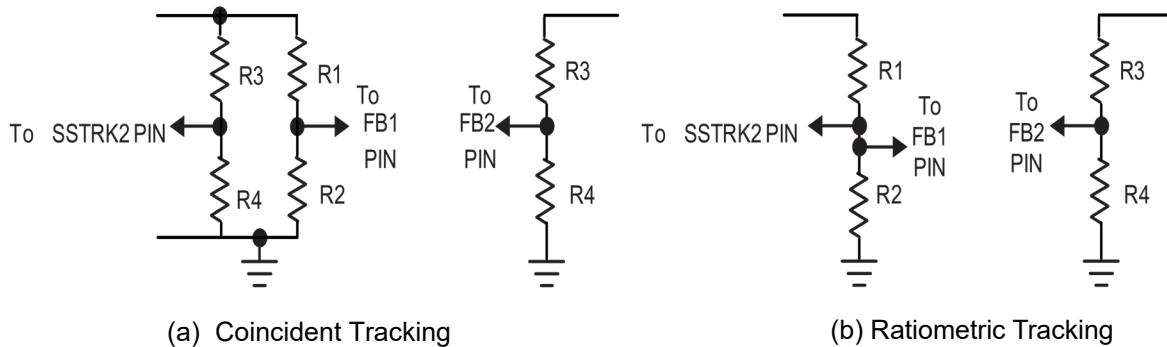 R3
R1
To SSTRK2 PIN
R4
R2
To
FB1
PIN
To
FB2
PIN
R3
R4
To SSTRK2 PIN
R1
R2
To
FB1
PIN
To
FB2
PIN
R3
R4
(a) Coincident Tracking
(b) Ratiometric Tracking